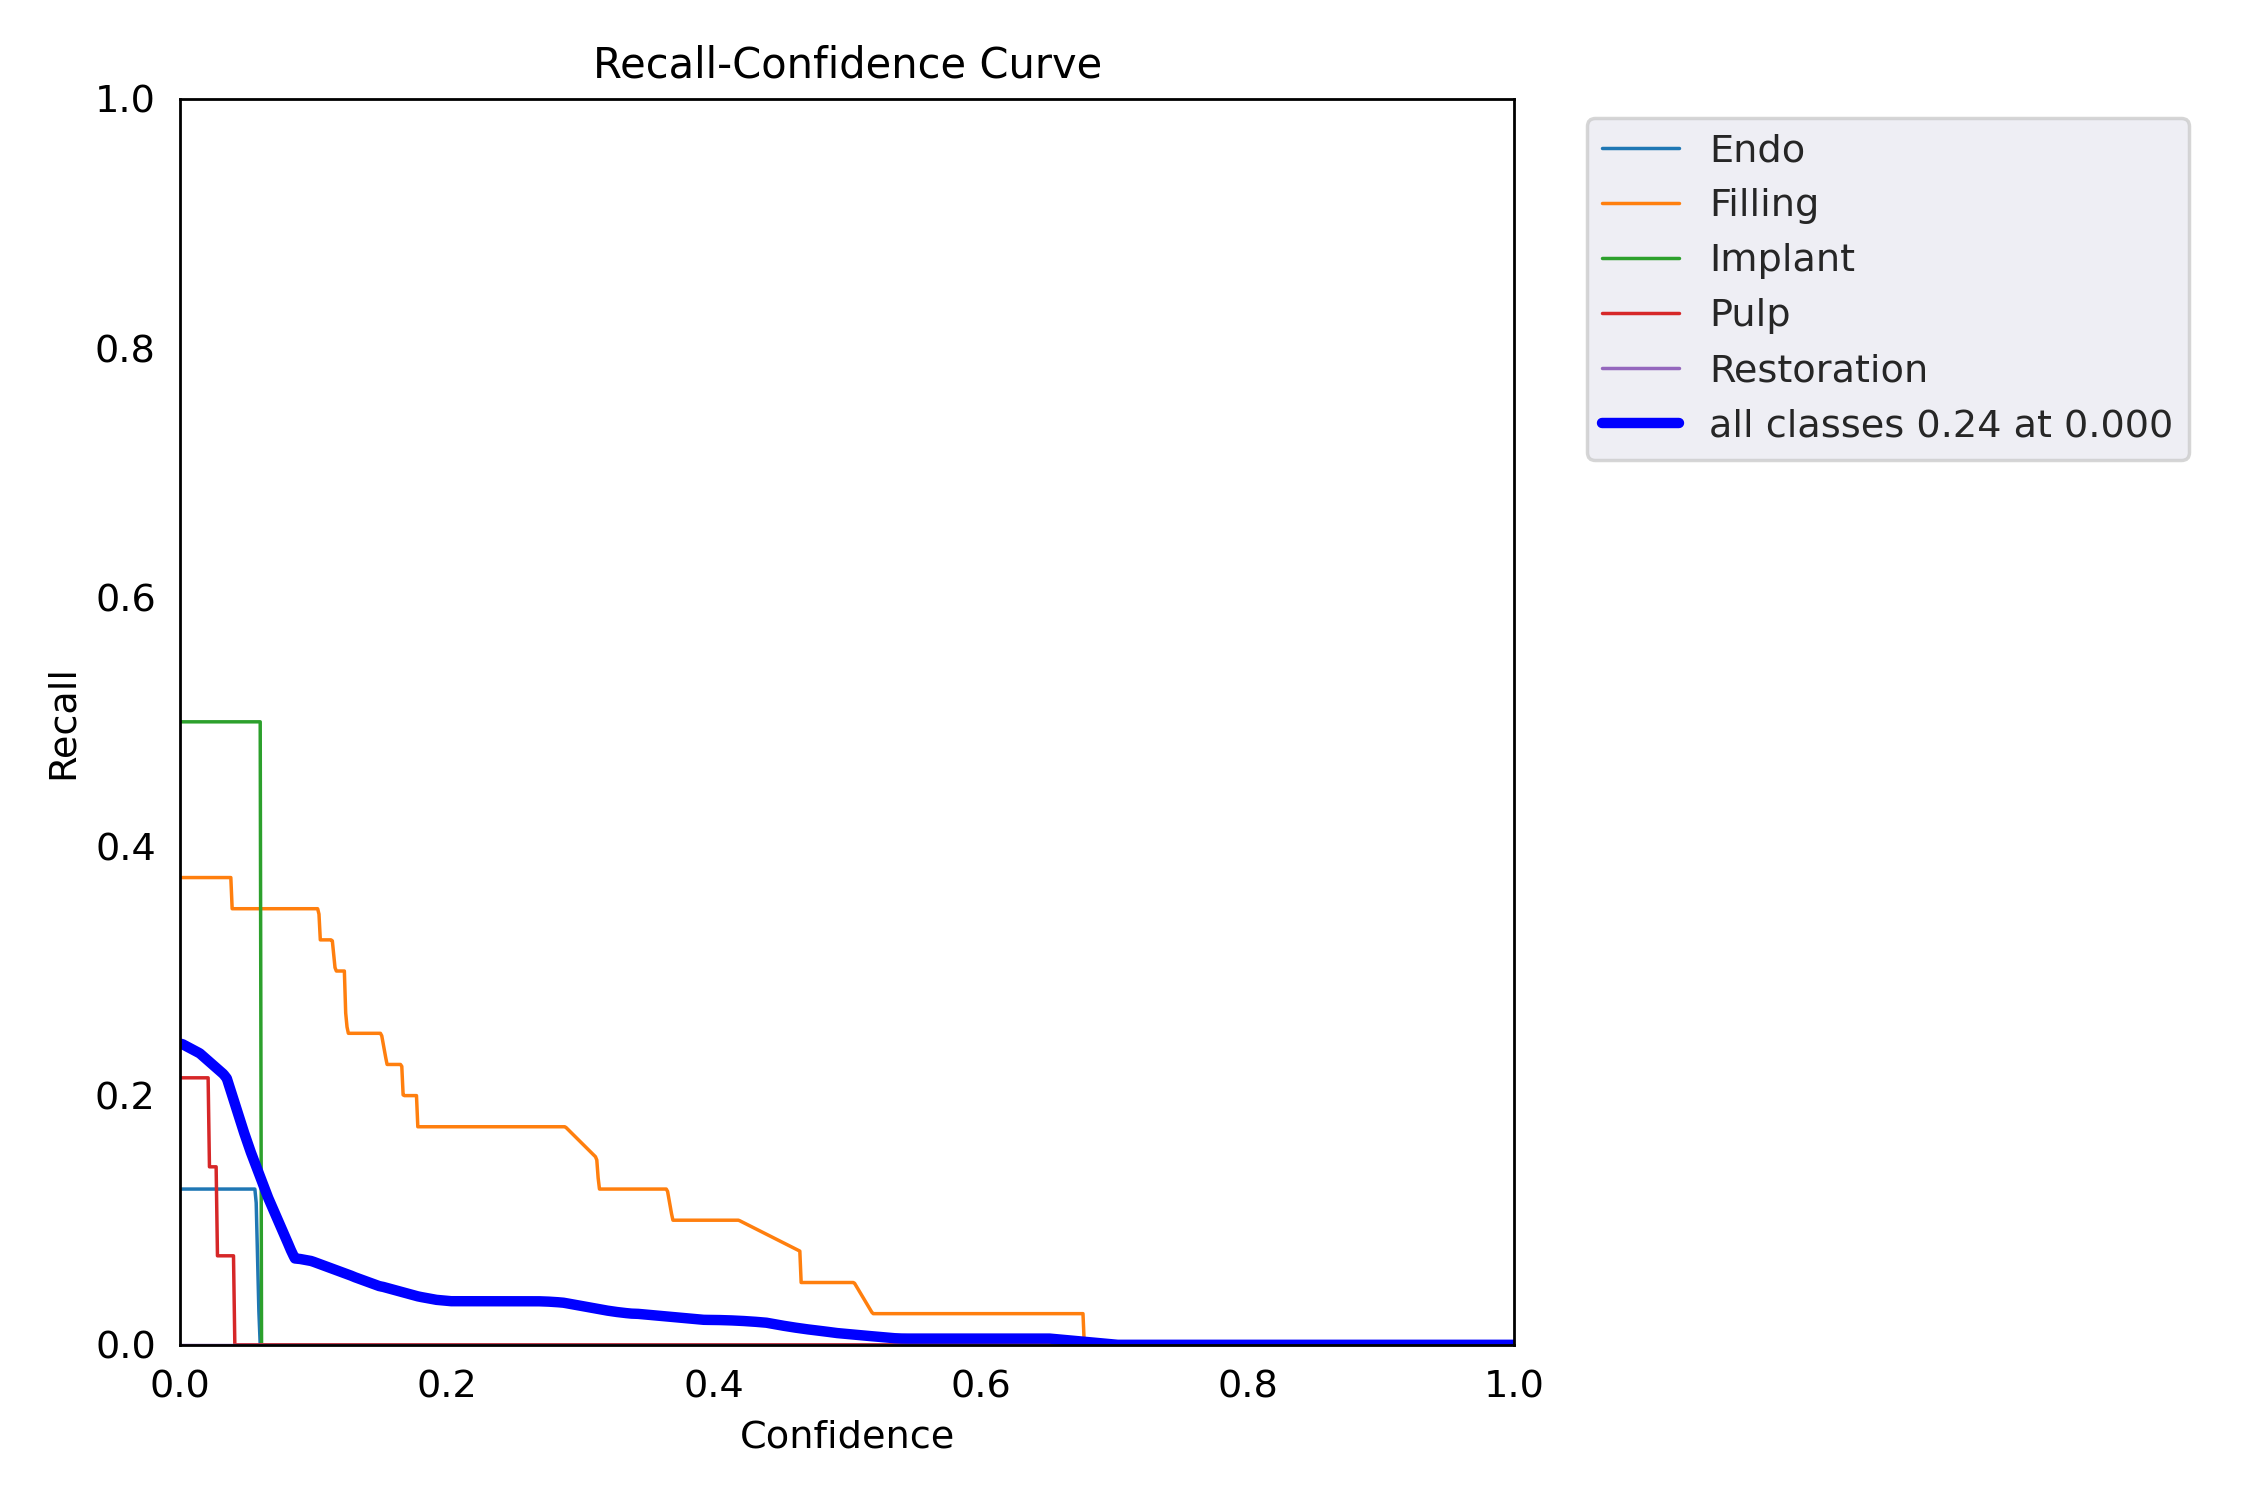 Recall-Confidence Curve
1.0
0.8
0.6
0.4
0.2
0.0
Recall
0.0 0.2 0.4 0.6 0.8 1.0
Confidence
Endo
Filling
Implant
Pulp
Restoration
all classes 0.24 at 0.000